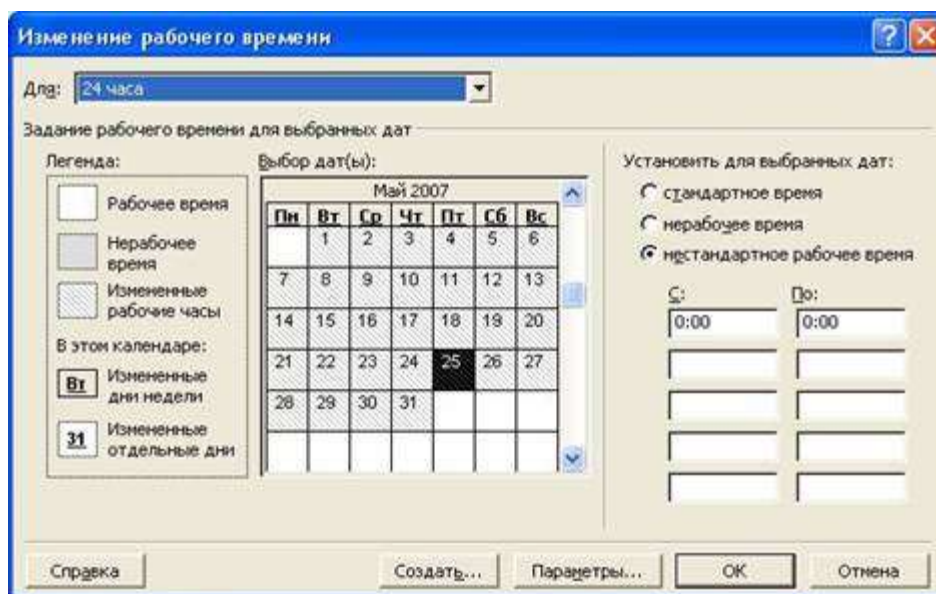 Изменение рабочего времени
Для: 24 часа
Задание рабочего времени для выбранных дат
Легенда:
Рабочее время
Нерабочее
время
Измененные
рабочие часы
В этом календаре:
Вт Измененные
дни недели
31 Измененные
отдельные дни
Выбор дат(ы):
Май 2007
Пн Вт Ср Чт Пт Сб Вс
1 2 3 4 5 6
7 8 9 10 11 12 13
14 15 16 17 18 19 20
21 22 23 24 25 26 27
28 29 30 31
Установить для выбранных дат:
стандартное время
нерабочее время
нестандартное рабочее время
С: По:
0:00 0:00
Справка Создать... Параметры... ОК Отмена